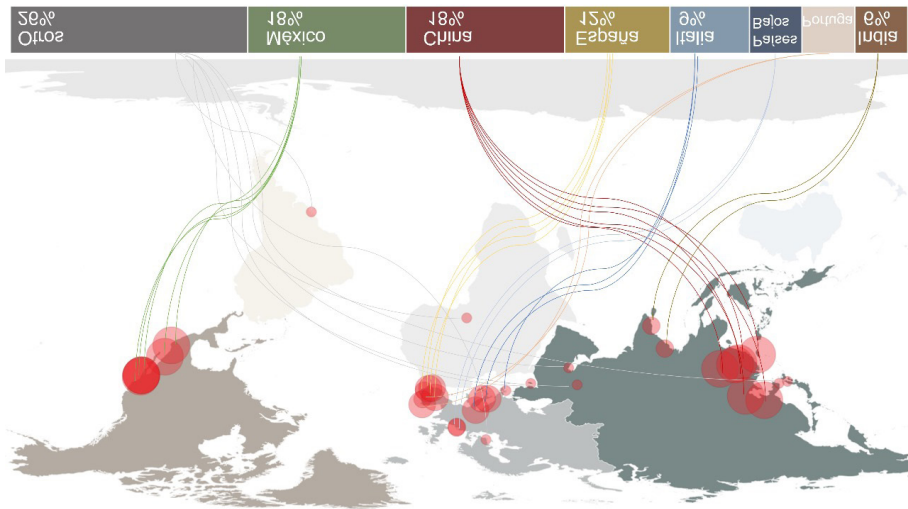 26%
Otros
18%
México
18%
China
12%
España
9%
Italia
Países
Bajos
Portuga
6%
India